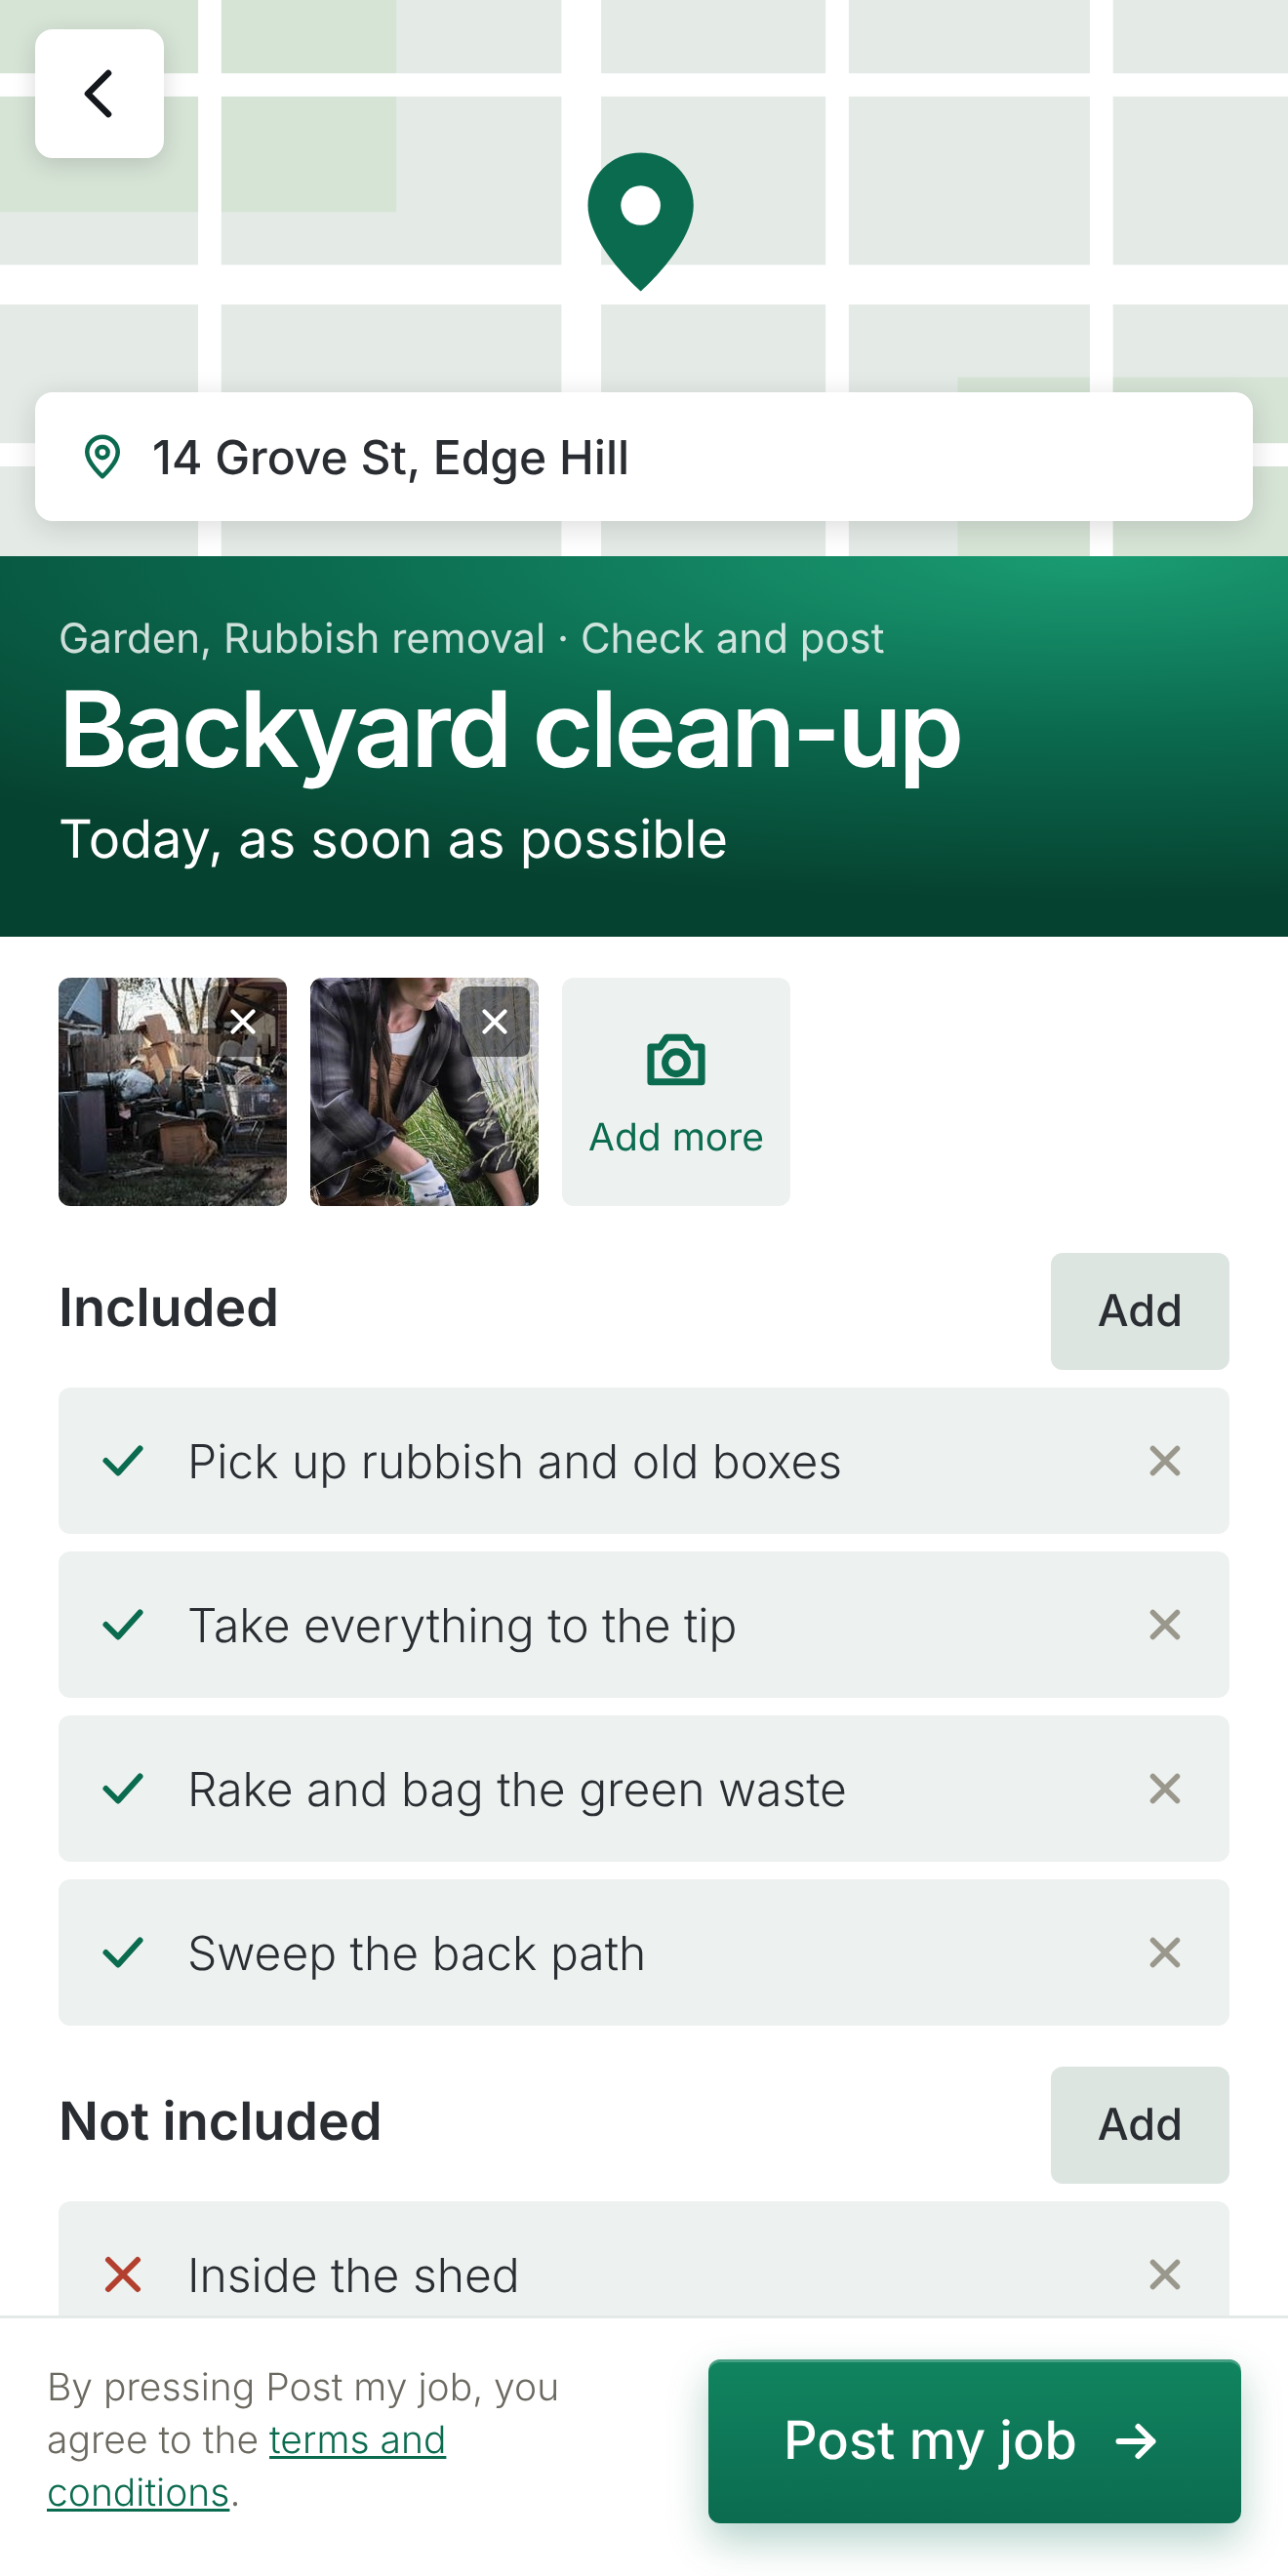 14 Grove St, Edge Hill
Garden, Rubbish removal · Check and post
Backyard clean-up
Today, as soon as possible
Add more
Included
Add
Pick up rubbish and old boxes
Take everything to the tip
Rake and bag the green waste
Sweep the back path
Not included
Add
Inside the shed
By pressing Post my job, you
agree to the terms and
conditions.
Post my job